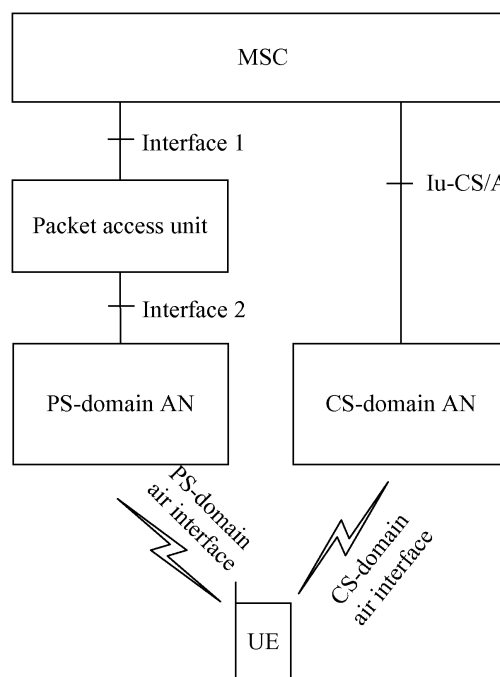 MSC
Interface 1
Iu-CS/A
Packet access unit
Interface 2
PS-domain AN
CS-domain AN
PS-domain
air interface
CS-domain
air interface
UE